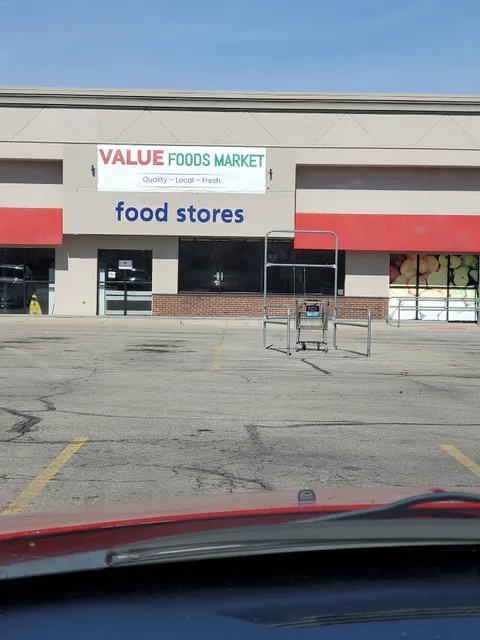 VALUE FOODS MARKET
Quality – Local – Fresh
food stores